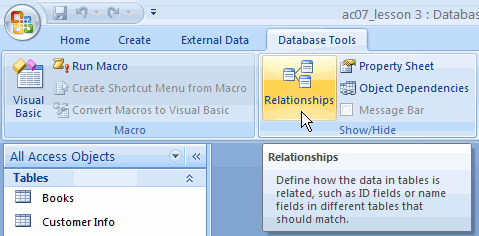 ac07_lesson 3 : Databas
Home Create External Data Database Tools
Run Macro
Create Shortcut Menu from Macro
Convert Macros to Visual Basic
Visual
Basic
Macro
Relationships
Property Sheet
Object Dependencies
Message Bar
Show/Hide
All Access Objects
Tables
Books
Customer Info
Relationships
Define how the data in tables is
related, such as ID fields or name
fields in different tables that
should match.